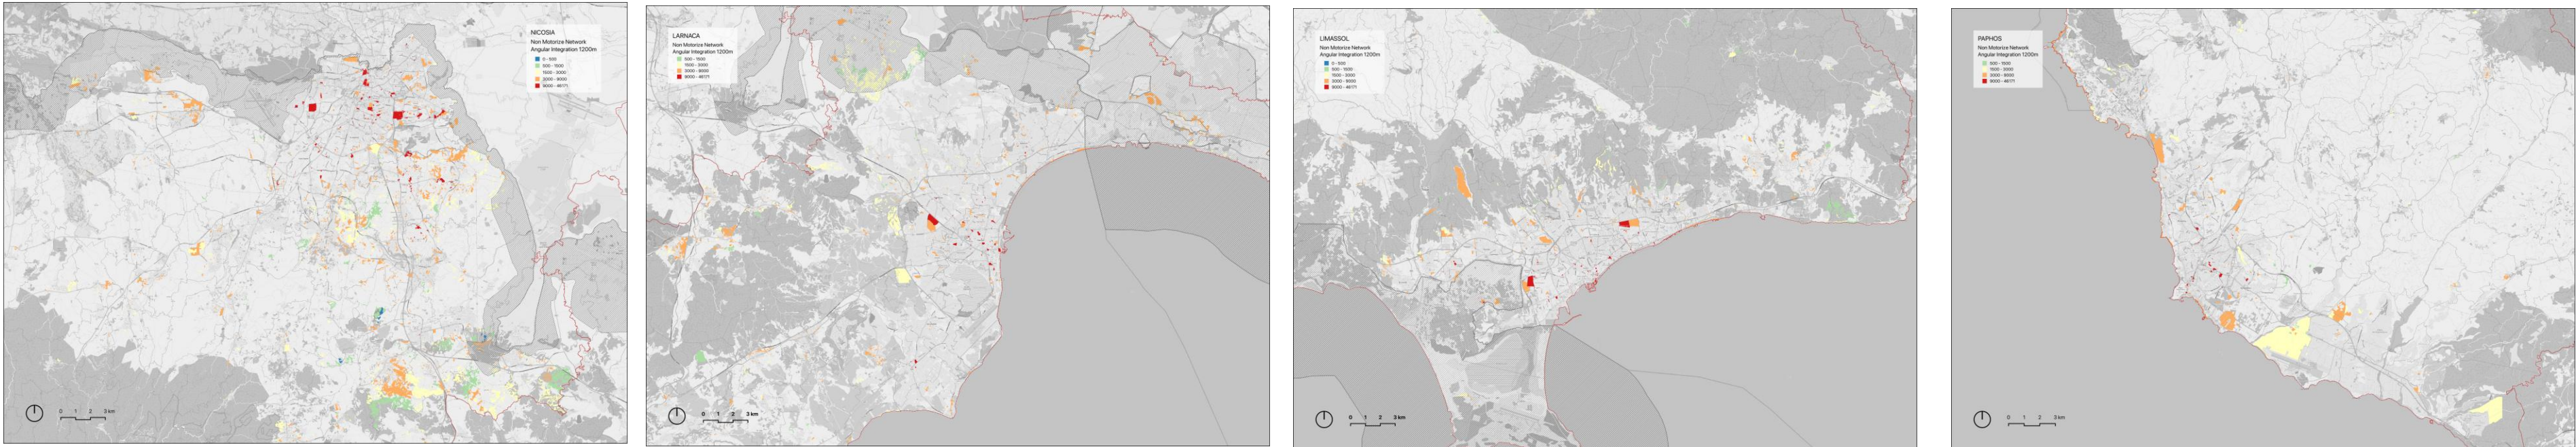 NICOSIA
Non Motorize Network
Angular Integration 1200m
0 - 500
500 - 1500
1500 - 3000
3000 - 9000
9000 - 46171
0 1 2 3 km
LARNACA
Non Motorize Network
Angular Integration 1200m
500 - 1500
1500 - 3000
3000 - 9000
9000 - 46171
0 1 2 3 km
LIMASSOL
Non Motorize Network
Angular Integration 1200m
0 - 500
500 - 1500
1500 - 3000
3000 - 9000
9000 - 46171
0 1 2 3 km
PAPHOS
Non Motorize Network
Angular Integration 1200m
500 - 1500
1500 - 3000
3000 - 9000
9000 - 46171
0 1 2 3 km